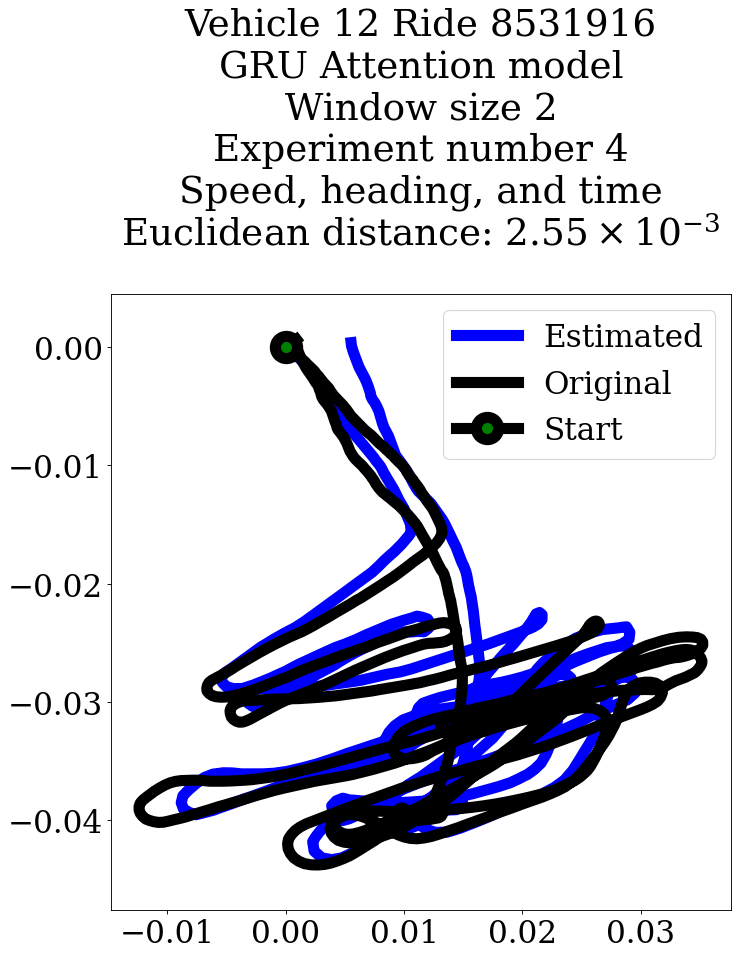 Vehicle 12 Ride 8531916
GRU Attention model
Window size 2
Experiment number 4
Speed, heading, and time
Euclidean distance: 2.55 × 10⁻³
Estimated
Original
Start
0.00
−0.01
−0.02
−0.03
−0.04
−0.01 0.00 0.01 0.02 0.03